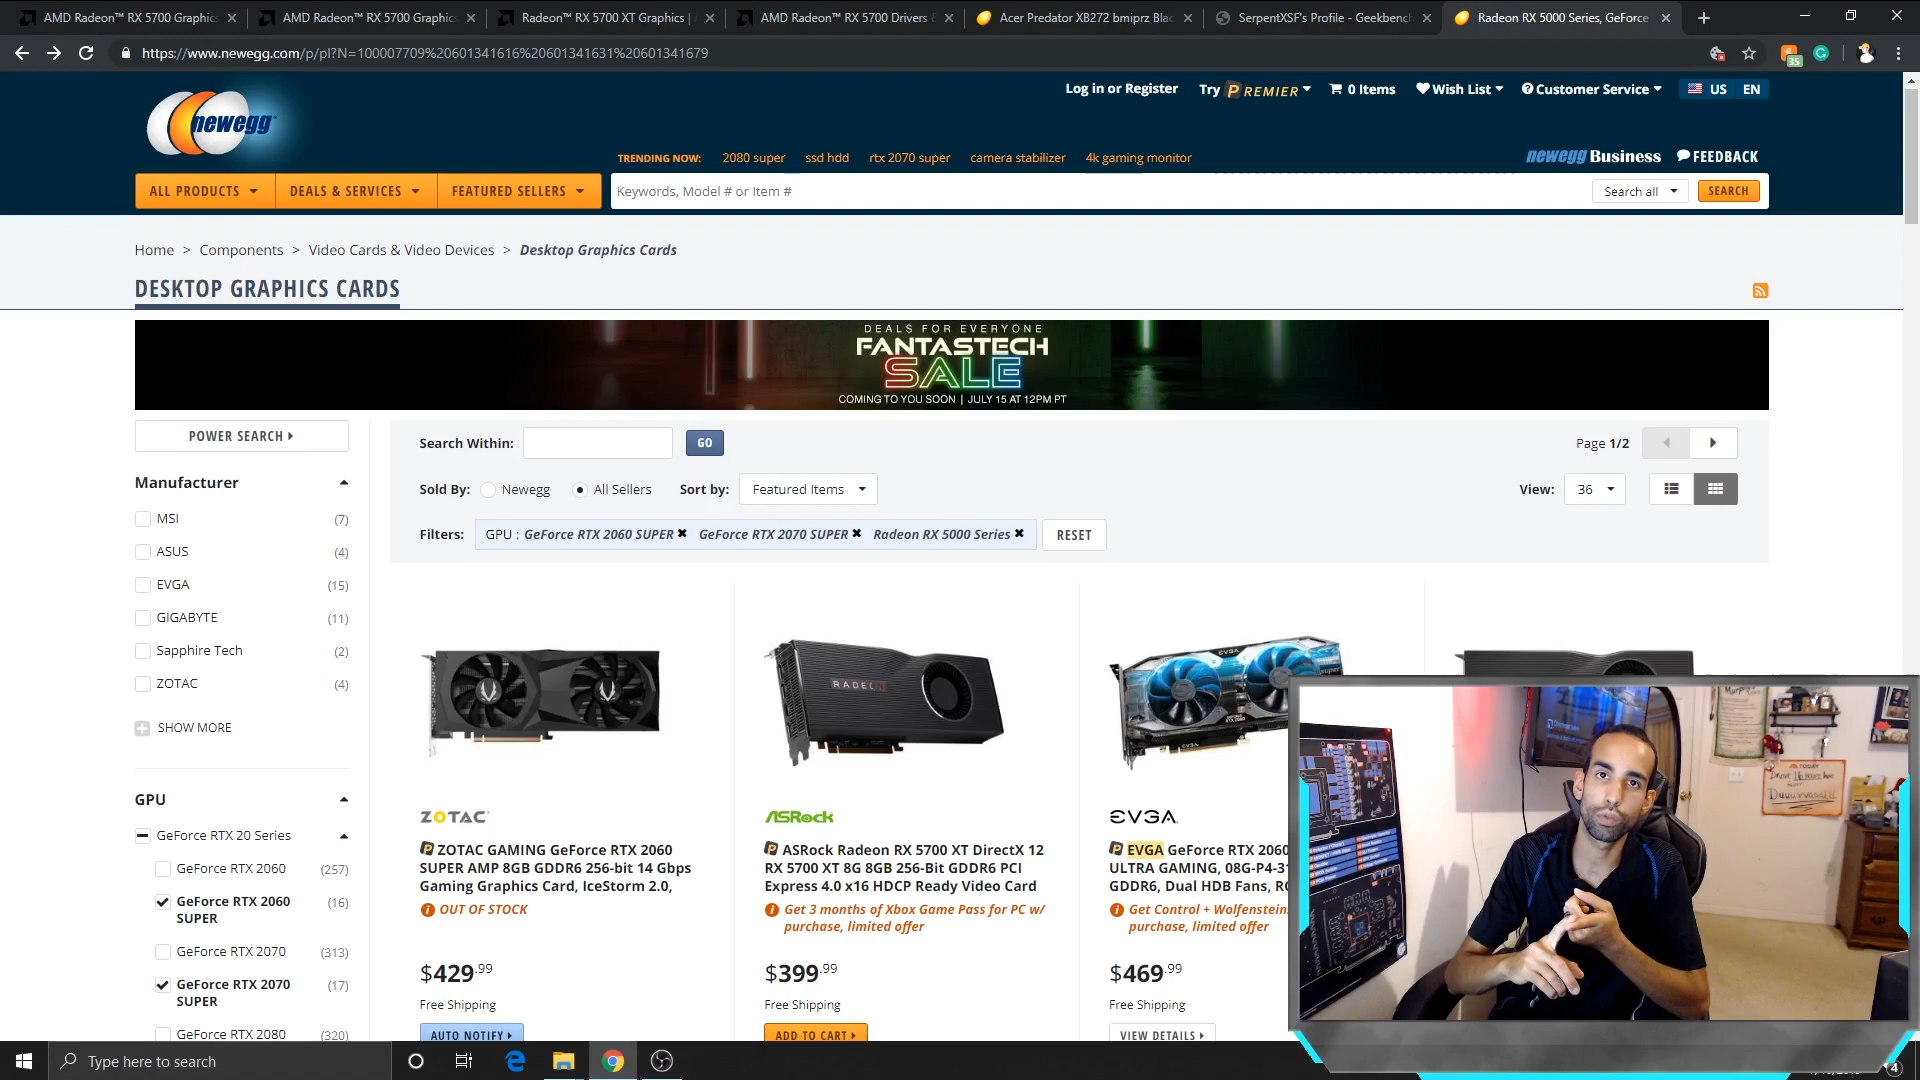 AMD Radeon™ RX 5700 Graphics
AMD Radeon™ RX 5700 Graphics
Radeon™ RX 5700 XT Graphics |
AMD Radeon™ RX 5700 Drivers &
Acer Predator XB272 bmiprz Blac
SerpentXSF's Profile - Geekbench
Radeon RX 5000 Series, GeForce
https://www.newegg.com/p/pl?N=100007709%20601341616%20601341631%20601341679
35
newegg
Log in or Register
Try PREMIER
0 Items
Wish List
Customer Service
US
EN
TRENDING NOW:
2080 super
ssd hdd
rtx 2070 super
camera stabilizer
4k gaming monitor
newegg Business
FEEDBACK
ALL PRODUCTS
DEALS & SERVICES
FEATURED SELLERS
Keywords, Model # or Item #
Search all
SEARCH
Home > Components > Video Cards & Video Devices > Desktop Graphics Cards
DESKTOP GRAPHICS CARDS
DEALS FOR EVERYONE
FANTASTECH
SALE
COMING TO YOU SOON | JULY 15 AT 12PM PT
POWER SEARCH
Search Within:
GO
Page 1/2
Manufacturer
Sold By:
Newegg
All Sellers
Sort by:
Featured Items
View:
36
MSI (7)
ASUS (4)
EVGA (15)
GIGABYTE (11)
Sapphire Tech (2)
ZOTAC (4)
SHOW MORE
Filters:
GPU : GeForce RTX 2060 SUPER ✖ GeForce RTX 2070 SUPER ✖ Radeon RX 5000 Series ✖
RESET
GPU
GeForce RTX 20 Series
GeForce RTX 2060 (257)
GeForce RTX 2060 (16)
SUPER
GeForce RTX 2070 (313)
GeForce RTX 2070 (17)
SUPER
GeForce RTX 2080 (320)
ZOTAC
ZOTAC GAMING GeForce RTX 2060
SUPER AMP 8GB GDDR6 256-bit 14 Gbps
Gaming Graphics Card, IceStorm 2.0,
OUT OF STOCK
$429.99
Free Shipping
AUTO NOTIFY
ASRock
ASRock Radeon RX 5700 XT DirectX 12
RX 5700 XT 8G 8GB 256-Bit GDDR6 PCI
Express 4.0 x16 HDCP Ready Video Card
Get 3 months of Xbox Game Pass for PC w/
purchase, limited offer
$399.99
Free Shipping
ADD TO CART
EVGA
EVGA GeForce RTX 2060
ULTRA GAMING, 08G-P4-31
GDDR6, Dual HDB Fans, RG
Get Control + Wolfenstein
purchase, limited offer
$469.99
Free Shipping
VIEW DETAILS
Type here to search
4